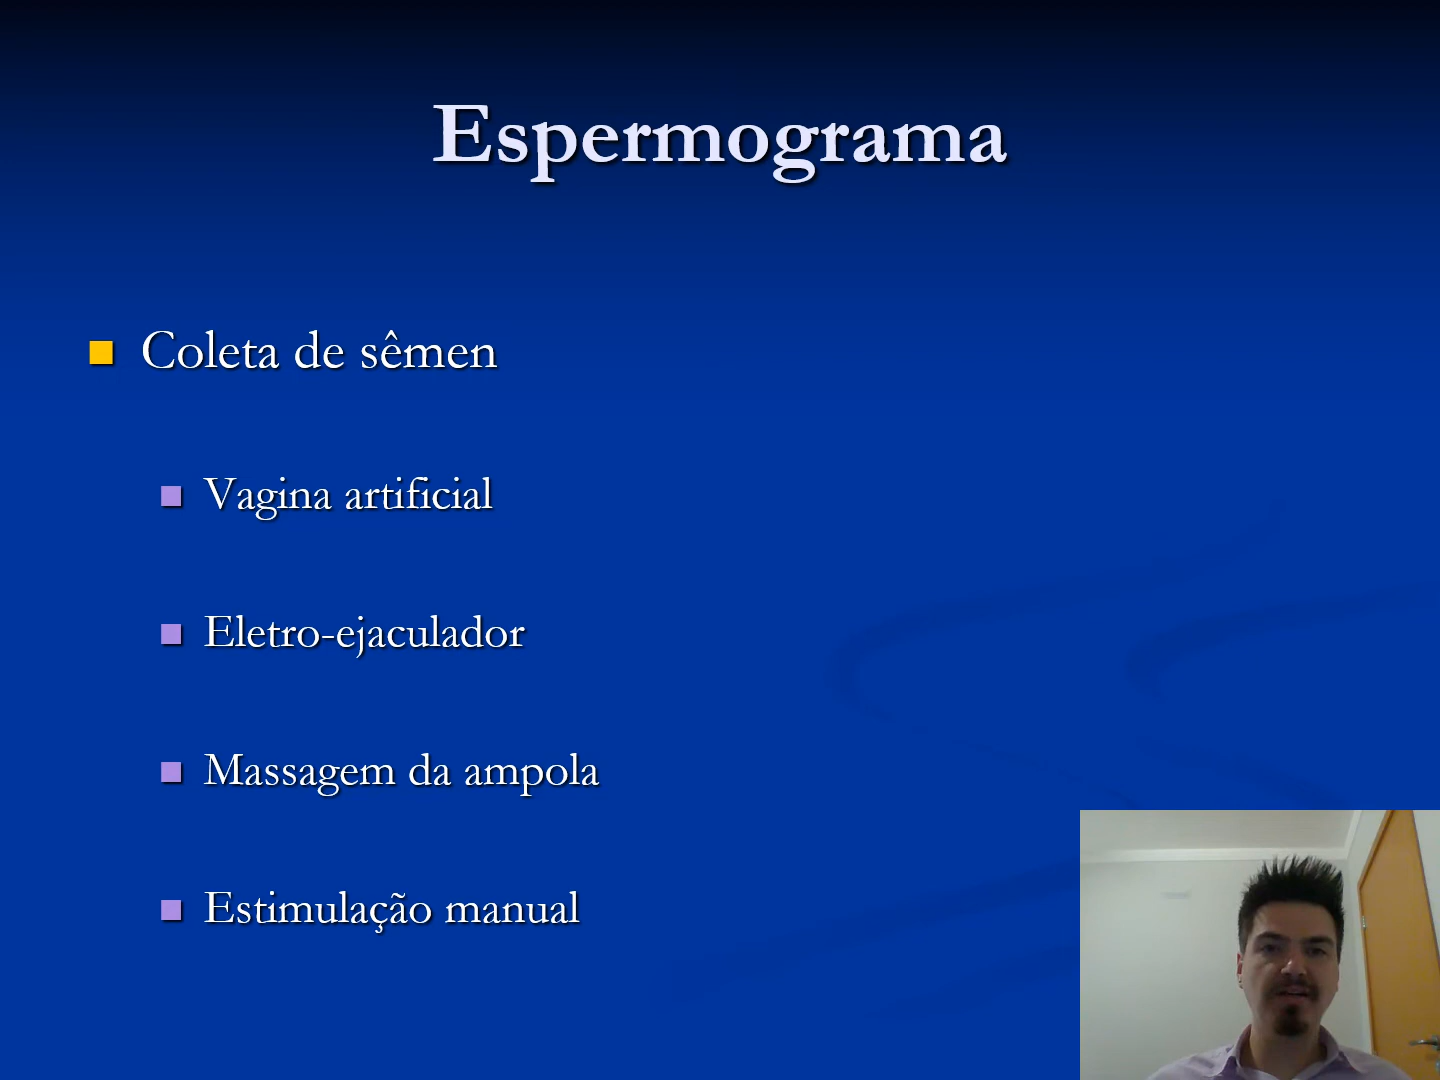 Espermograma
Coleta de sêmen
Vagina artificial
Eletro-ejaculador
Massagem da ampola
Estimulação manual